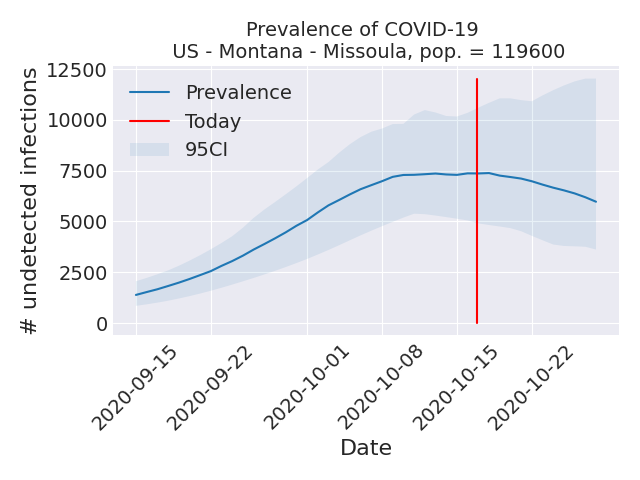 Prevalence of COVID-19
US - Montana - Missoula, pop. = 119600
12500
10000
7500
5000
2500
0
# undetected infections
Prevalence
Today
95CI
2020-09-15
2020-09-22
2020-10-01
2020-10-08
2020-10-15
2020-10-22
Date